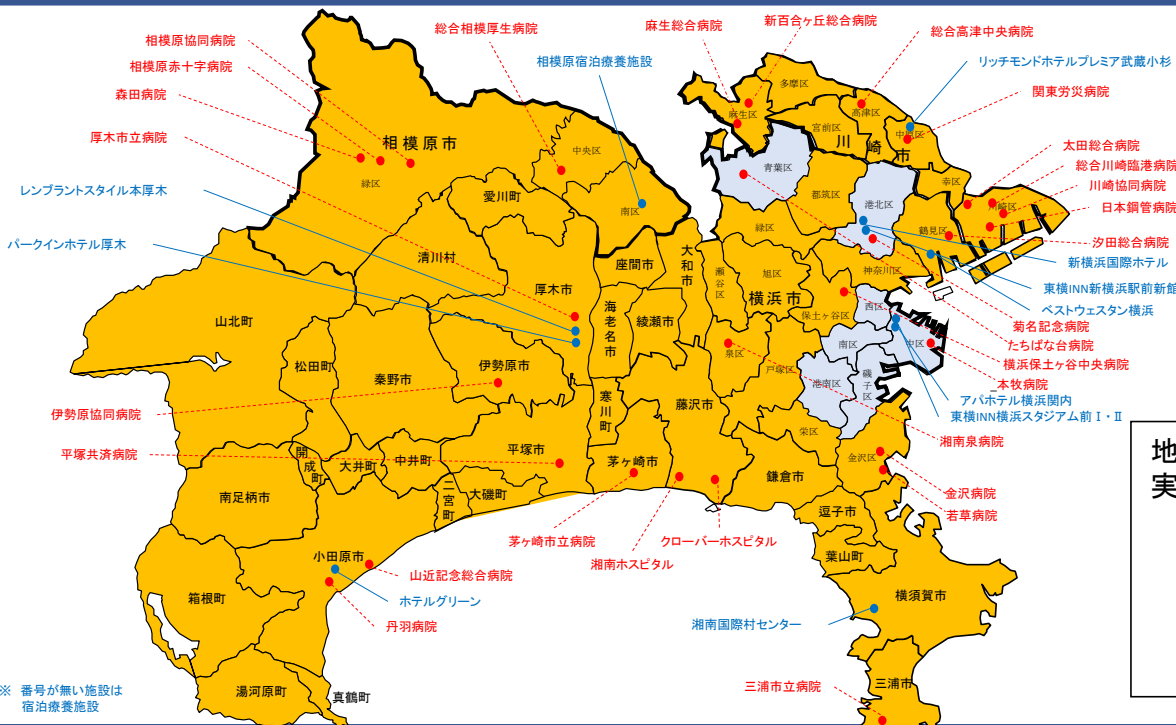 新百合ヶ丘総合病院
麻生総合病院
総合相模厚生病院
総合高津中央病院
相模原協同病院
相模原宿泊療養施設
リッチモンドホテルプレミア武蔵小杉
相模原赤十字病院
森田病院
関東労災病院
多摩区
高津区
麻生区
厚木市立病院
宮前区
川崎市
中原区
相模原市
太田総合病院
中央区
総合川崎臨港病院
青葉区
緑区
幸区
川崎協同病院
レンブラントスタイル本厚木
愛川町
都筑区
港北区
川崎区
日本鋼管病院
南区
鶴見区
汐田総合病院
パークインホテル厚木
清川村
座間市
大和市
緑区
新横浜国際ホテル
瀬谷区
旭区
神奈川区
厚木市
東横INN新横浜駅前新館
横浜市
ベストウェスタン横浜
山北町
海老名市
綾瀬市
保土ヶ谷区
西区
菊名記念病院
たちばな台病院
南区
中区
泉区
横浜保土ヶ谷中央病院
松田町
秦野市
伊勢原市
戸塚区
港南区
磯子区
本牧病院
アパホテル横浜関内
寒川町
藤沢市
東横INN横浜スタジアム前Ⅰ・Ⅱ
伊勢原協同病院
栄区
湘南泉病院
平塚共済病院
開成町
大井町
中井町
平塚市
茅ヶ崎市
鎌倉市
金沢区
地
実
南足柄市
二宮町
大磯町
金沢病院
若草病院
逗子市
茅ヶ崎市立病院
クローバーホスピタル
葉山町
小田原市
湘南ホスピタル
山近記念総合病院
箱根町
ホテルグリーン
横須賀市
丹羽病院
湘南国際村センター
三浦市立病院
三浦市
湯河原町
真鶴町
※ 番号が無い施設は
宿泊療養施設